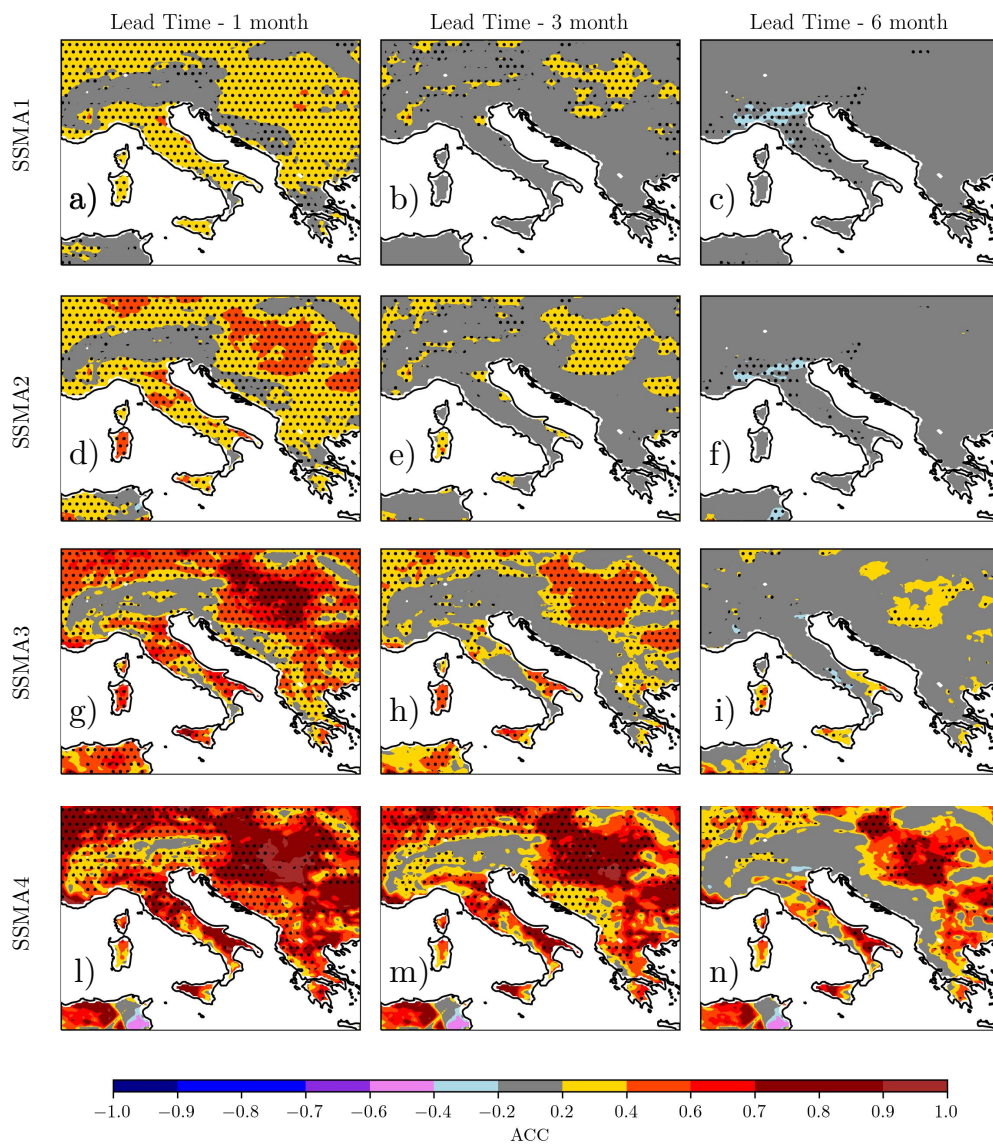 Lead Time - 1 month
Lead Time - 3 month
Lead Time - 6 month
SSMA1
a)
b)
c)
SSMA2
d)
e)
f)
SSMA3
g)
h)
i)
SSMA4
l)
m)
n)
−1.0 −0.9 −0.8 −0.7 −0.6 −0.4 −0.2 0.2 0.4 0.6 0.7 0.8 0.9 1.0
ACC